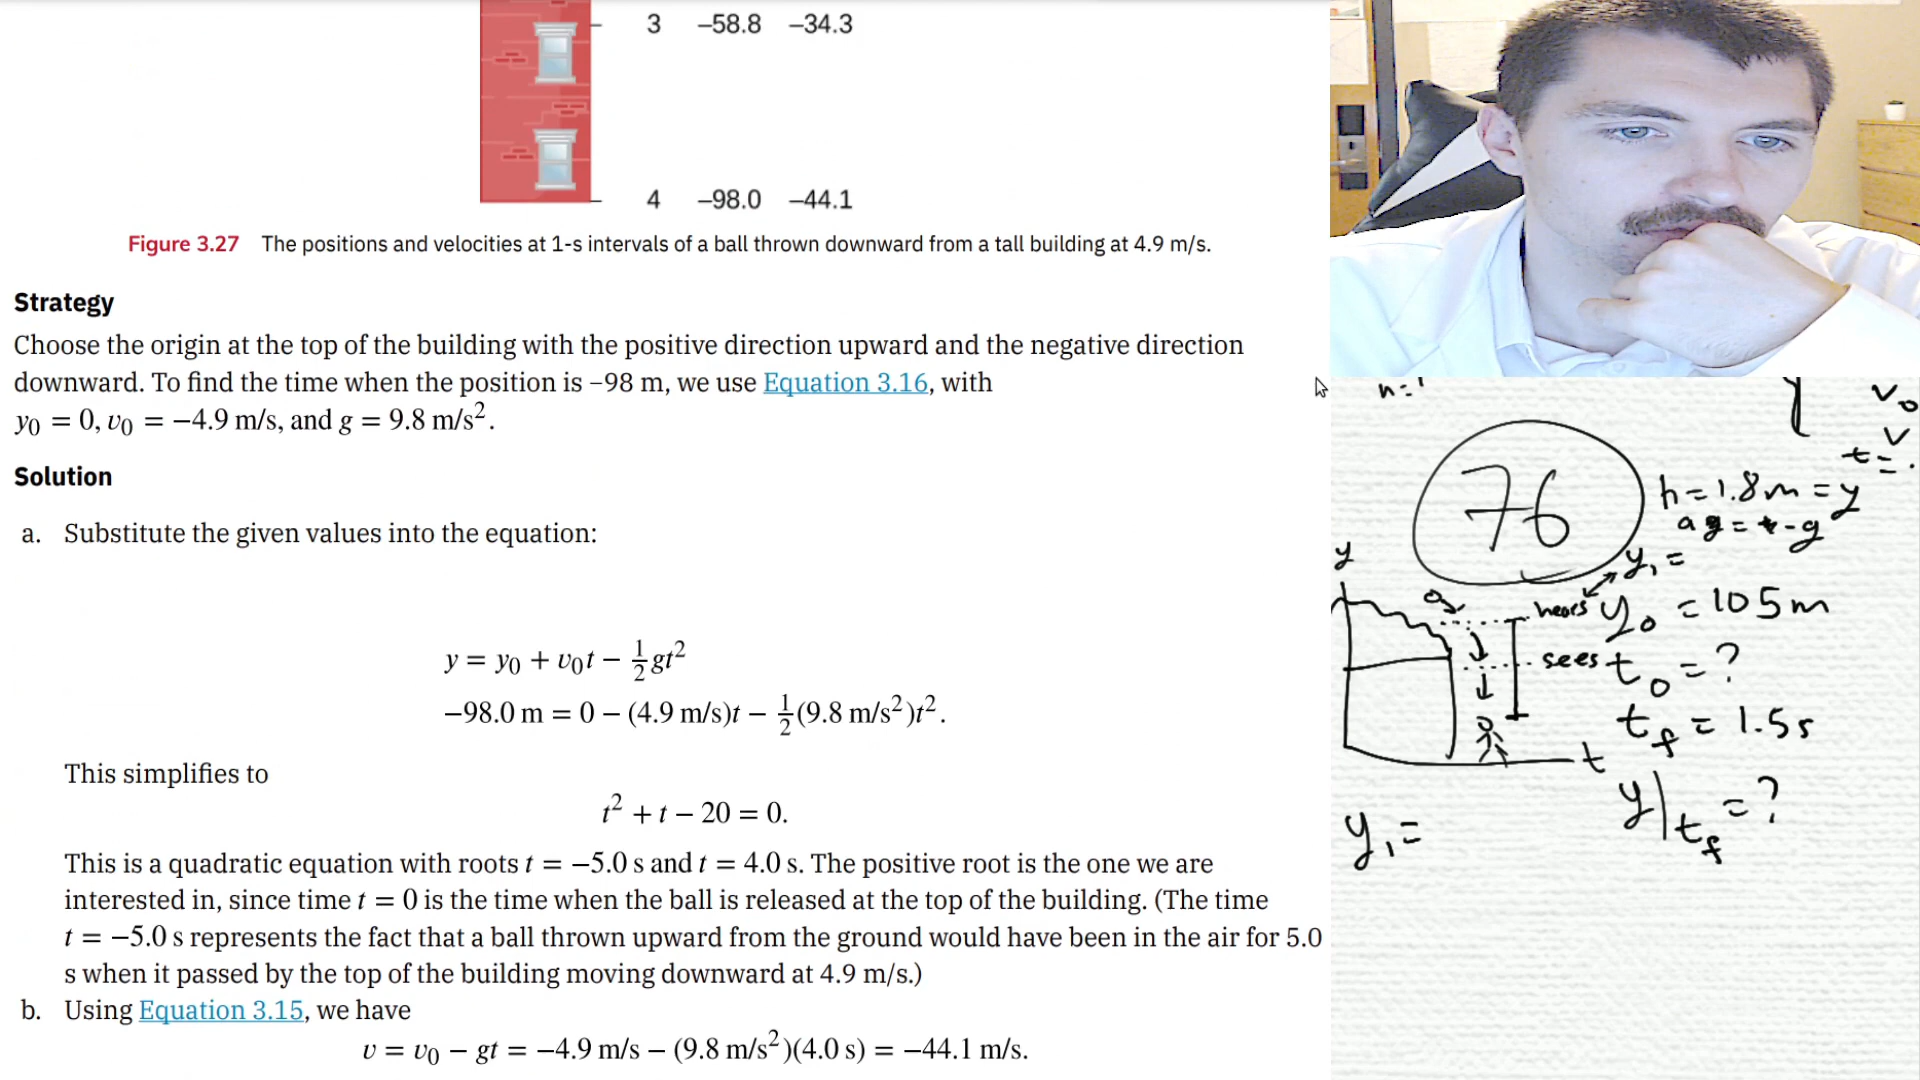 3 –58.8 –34.3
4 –98.0 –44.1
Figure 3.27 The positions and velocities at 1-s intervals of a ball thrown downward from a tall building at 4.9 m/s.
Strategy
Choose the origin at the top of the building with the positive direction upward and the negative direction
downward. To find the time when the position is −98 m, we use Equation 3.16, with
y₀ = 0, v₀ = −4.9 m/s, and g = 9.8 m/s².
Solution
a. Substitute the given values into the equation:
y = y₀ + v₀t − ½gt²
−98.0 m = 0 − (4.9 m/s)t − ½(9.8 m/s²)t².
This simplifies to
t² + t − 20 = 0.
This is a quadratic equation with roots t = −5.0 s and t = 4.0 s. The positive root is the one we are
interested in, since time t = 0 is the time when the ball is released at the top of the building. (The time
t = −5.0 s represents the fact that a ball thrown upward from the ground would have been in the air for 5.0
s when it passed by the top of the building moving downward at 4.9 m/s.)
b. Using Equation 3.15, we have
v = v₀ − gt = −4.9 m/s − (9.8 m/s²)(4.0 s) = −44.1 m/s.
v₀
v
t =
76
h = 1.8m = y
y
y₁ =
hears y₀ = 105m
sees t₀ = ?
t_f = 1.5s
t
y|t_f = ?
y₁ =